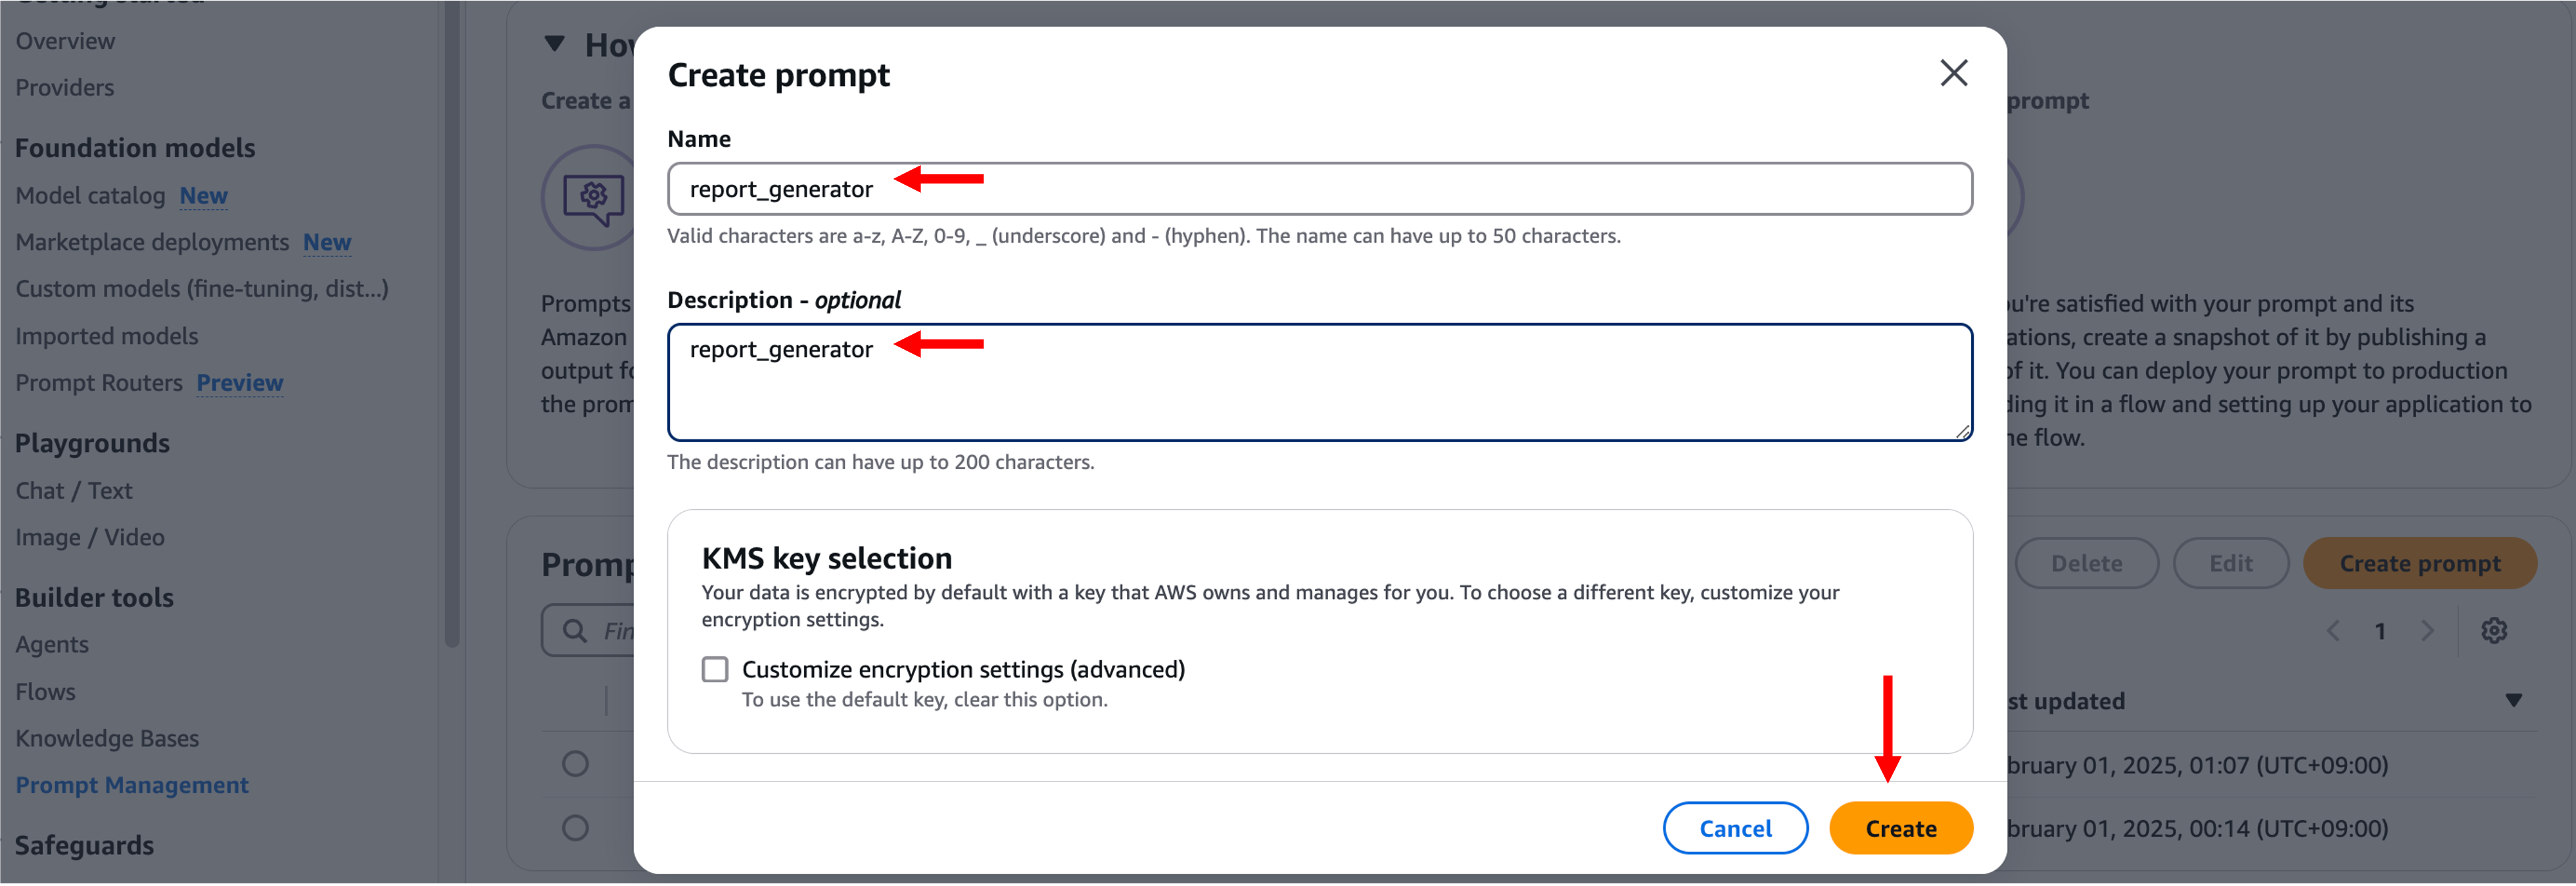 Overview
Providers
Foundation models
Model catalog New
Marketplace deployments New
Custom models (fine-tuning, dist...)
Imported models
Prompt Routers Preview
Playgrounds
Chat / Text
Image / Video
Builder tools
Agents
Flows
Knowledge Bases
Prompt Management
Safeguards
Create a
Prompts
Amazon
output
the
Create prompt
Name
report_generator
Valid characters are a-z, A-Z, 0-9, _ (underscore) and - (hyphen). The name can have up to 50 characters.
Description - optional
report_generator
The description can have up to 200 characters.
KMS key selection
Your data is encrypted by default with a key that AWS owns and manages for you. To choose a different key, customize your
encryption settings.
Customize encryption settings (advanced)
To use the default key, clear this option.
Cancel
Create
prompt
u're satisfied with your prompt and its
ations, create a snapshot of it by publishing a
of it. You can deploy your prompt to production
ding it in a flow and setting up your application to
he flow.
Delete
Edit
Create prompt
1
st updated
bruary 01, 2025, 01:07 (UTC+09:00)
bruary 01, 2025, 00:14 (UTC+09:00)